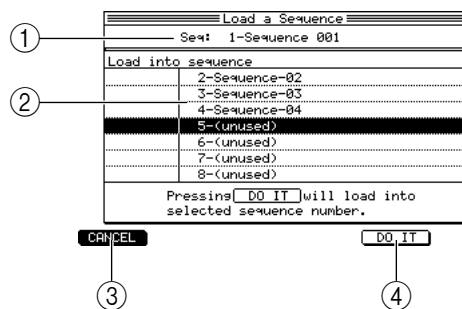 Load a Sequence
① Seq: 1-Sequence 001
Load into sequence
② 2-Sequence-02
3-Sequence-03
4-Sequence-04
5-(unused)
6-(unused)
7-(unused)
8-(unused)
Pressing DO IT will load into
selected sequence number.
CANCEL DO IT
③ ④